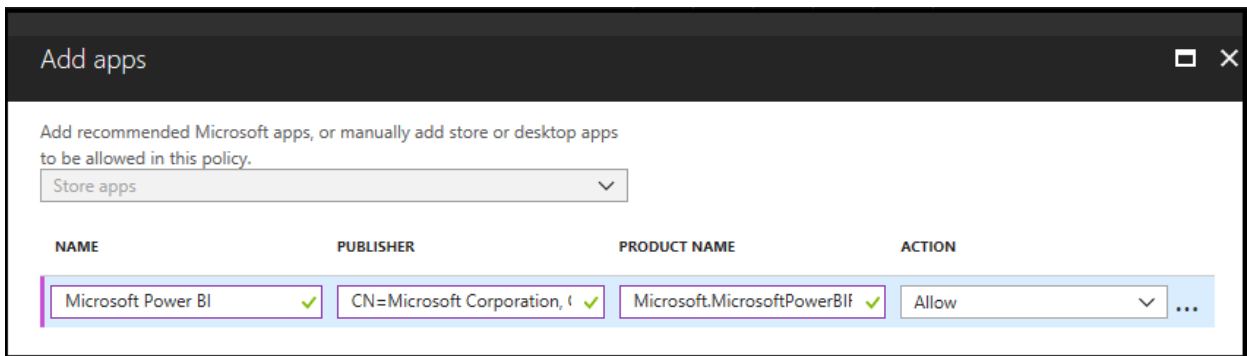 Add apps
Add recommended Microsoft apps, or manually add store or desktop apps
to be allowed in this policy.
Store apps
NAME PUBLISHER PRODUCT NAME ACTION
Microsoft Power BI CN=Microsoft Corporation, Microsoft.MicrosoftPowerBI Allow ...